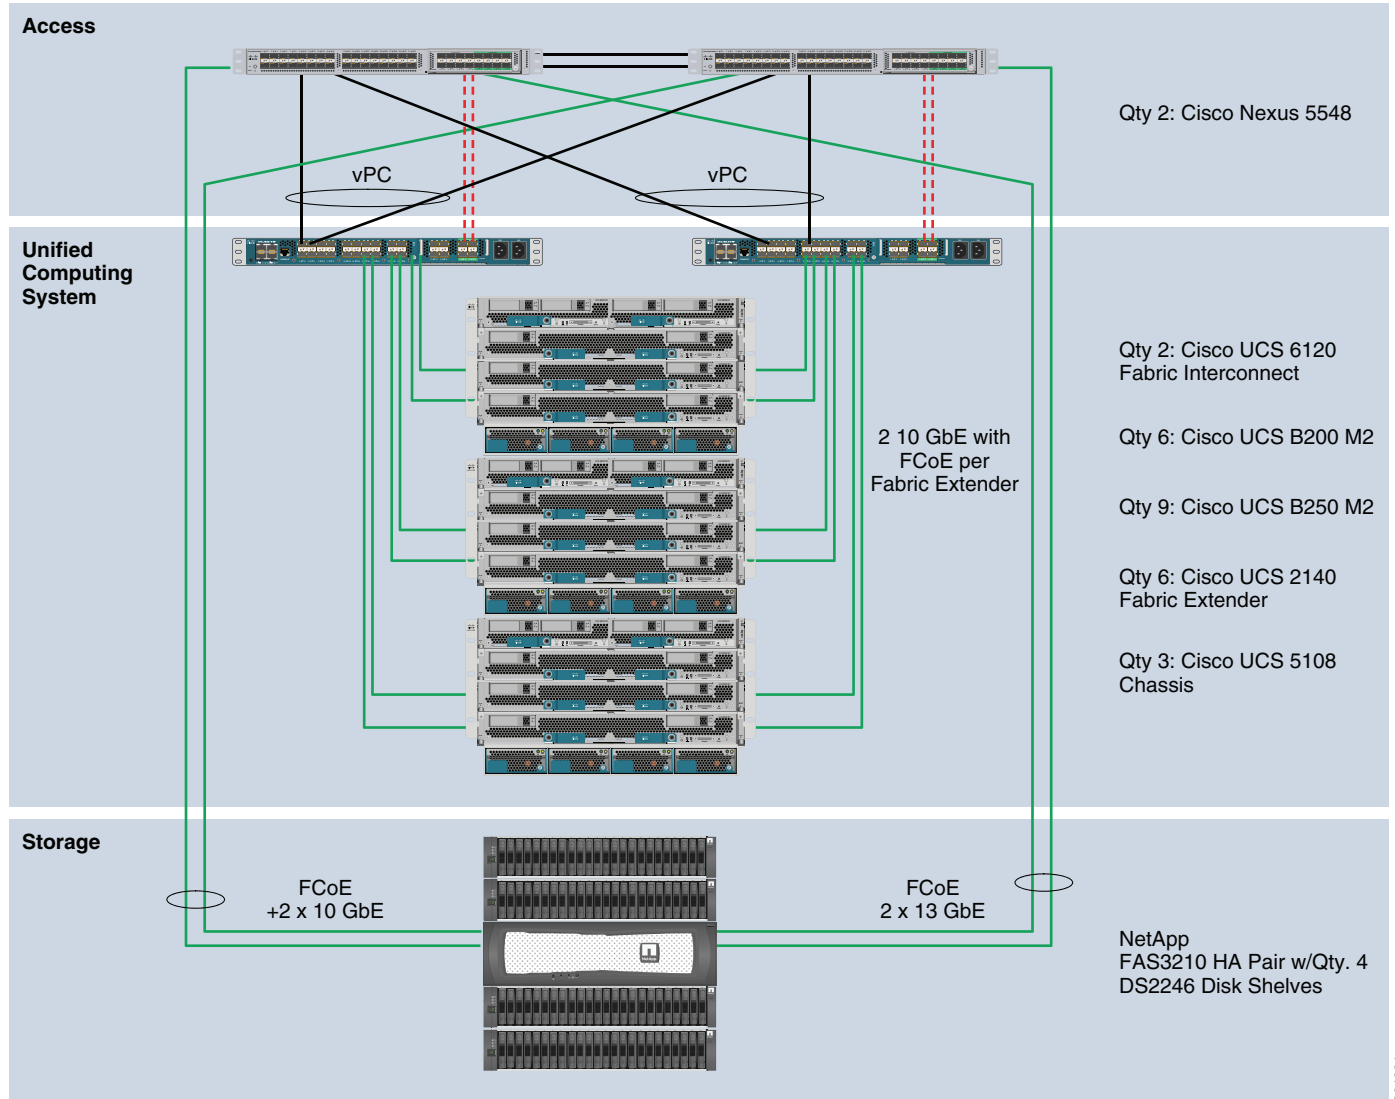 Access
Qty 2: Cisco Nexus 5548
vPC
vPC
Unified
Computing
System
Qty 2: Cisco UCS 6120
Fabric Interconnect
2 10 GbE with
FCoE per
Fabric Extender
Qty 6: Cisco UCS B200 M2
Qty 9: Cisco UCS B250 M2
Qty 6: Cisco UCS 2140
Fabric Extender
Qty 3: Cisco UCS 5108
Chassis
Storage
FCoE
+2 x 10 GbE
FCoE
2 x 13 GbE
NetApp
NetApp
FAS3210 HA Pair w/Qty. 4
DS2246 Disk Shelves